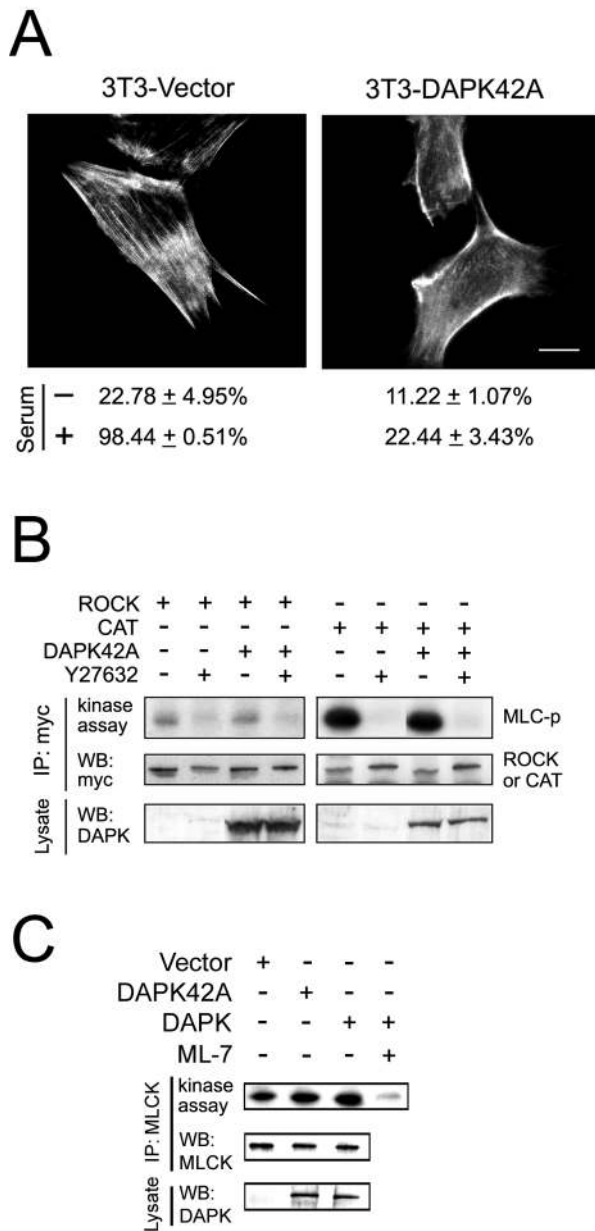 A
3T3-Vector 3T3-DAPK42A
Serum
− 22.78 ± 4.95% 11.22 ± 1.07%
+ 98.44 ± 0.51% 22.44 ± 3.43%
B
ROCK + + + + - - - -
CAT - - - - + + + +
DAPK42A - - + + - - + +
Y27632 - + - + - + - +
IP: myc
kinase assay MLC-p
WB: myc ROCK or CAT
Lysate
WB: DAPK
C
Vector + - - -
DAPK42A - + - -
DAPK - - + +
ML-7 - - - +
IP: MLCK
kinase assay
WB: MLCK
Lysate
WB: DAPK